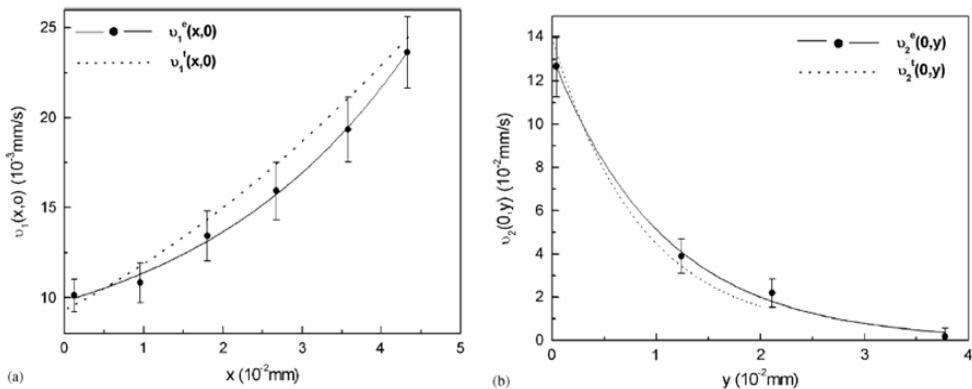 25
20
15
10
0 1 2 3 4 5
υ₁(x,o) (10⁻³mm/s)
x (10⁻²mm)
υ₁ᵉ(x,0)
υ₁ᵗ(x,0)
(a)
14
12
10
8
6
4
2
0
0 1 2 3 4
υ₂(0,y) (10⁻²mm/s)
y (10⁻²mm)
υ₂ᵉ(0,y)
υ₂ᵗ(0,y)
(b)